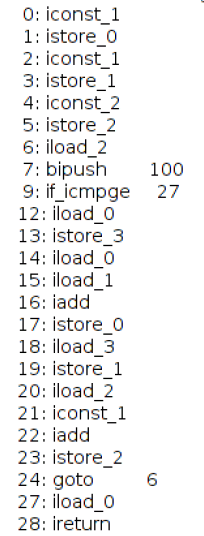 0: iconst_1
1: istore_0
2: iconst_1
3: istore_1
4: iconst_2
5: istore_2
6: iload_2
7: bipush 100
9: if_icmpge 27
12: iload_0
13: istore_3
14: iload_0
15: iload_1
16: iadd
17: istore_0
18: iload_3
19: istore_1
20: iload_2
21: iconst_1
22: iadd
23: istore_2
24: goto 6
27: iload_0
28: ireturn